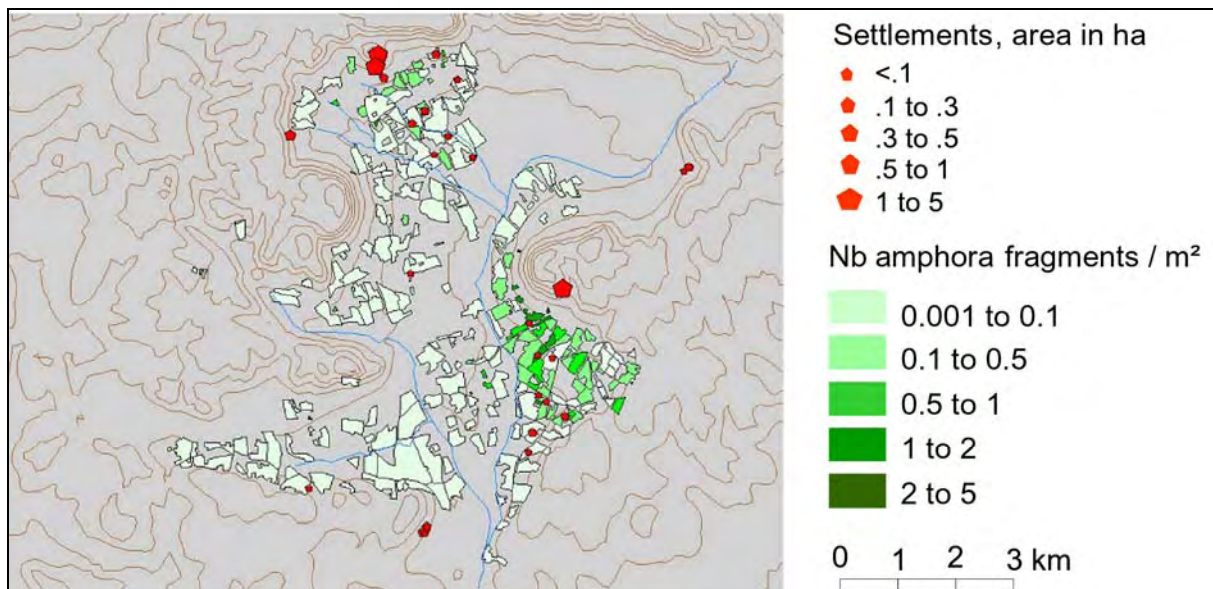 Settlements, area in ha
<.1
.1 to .3
.3 to .5
.5 to 1
1 to 5
Nb amphora fragments / m²
0.001 to 0.1
0.1 to 0.5
0.5 to 1
1 to 2
2 to 5
0 1 2 3 km